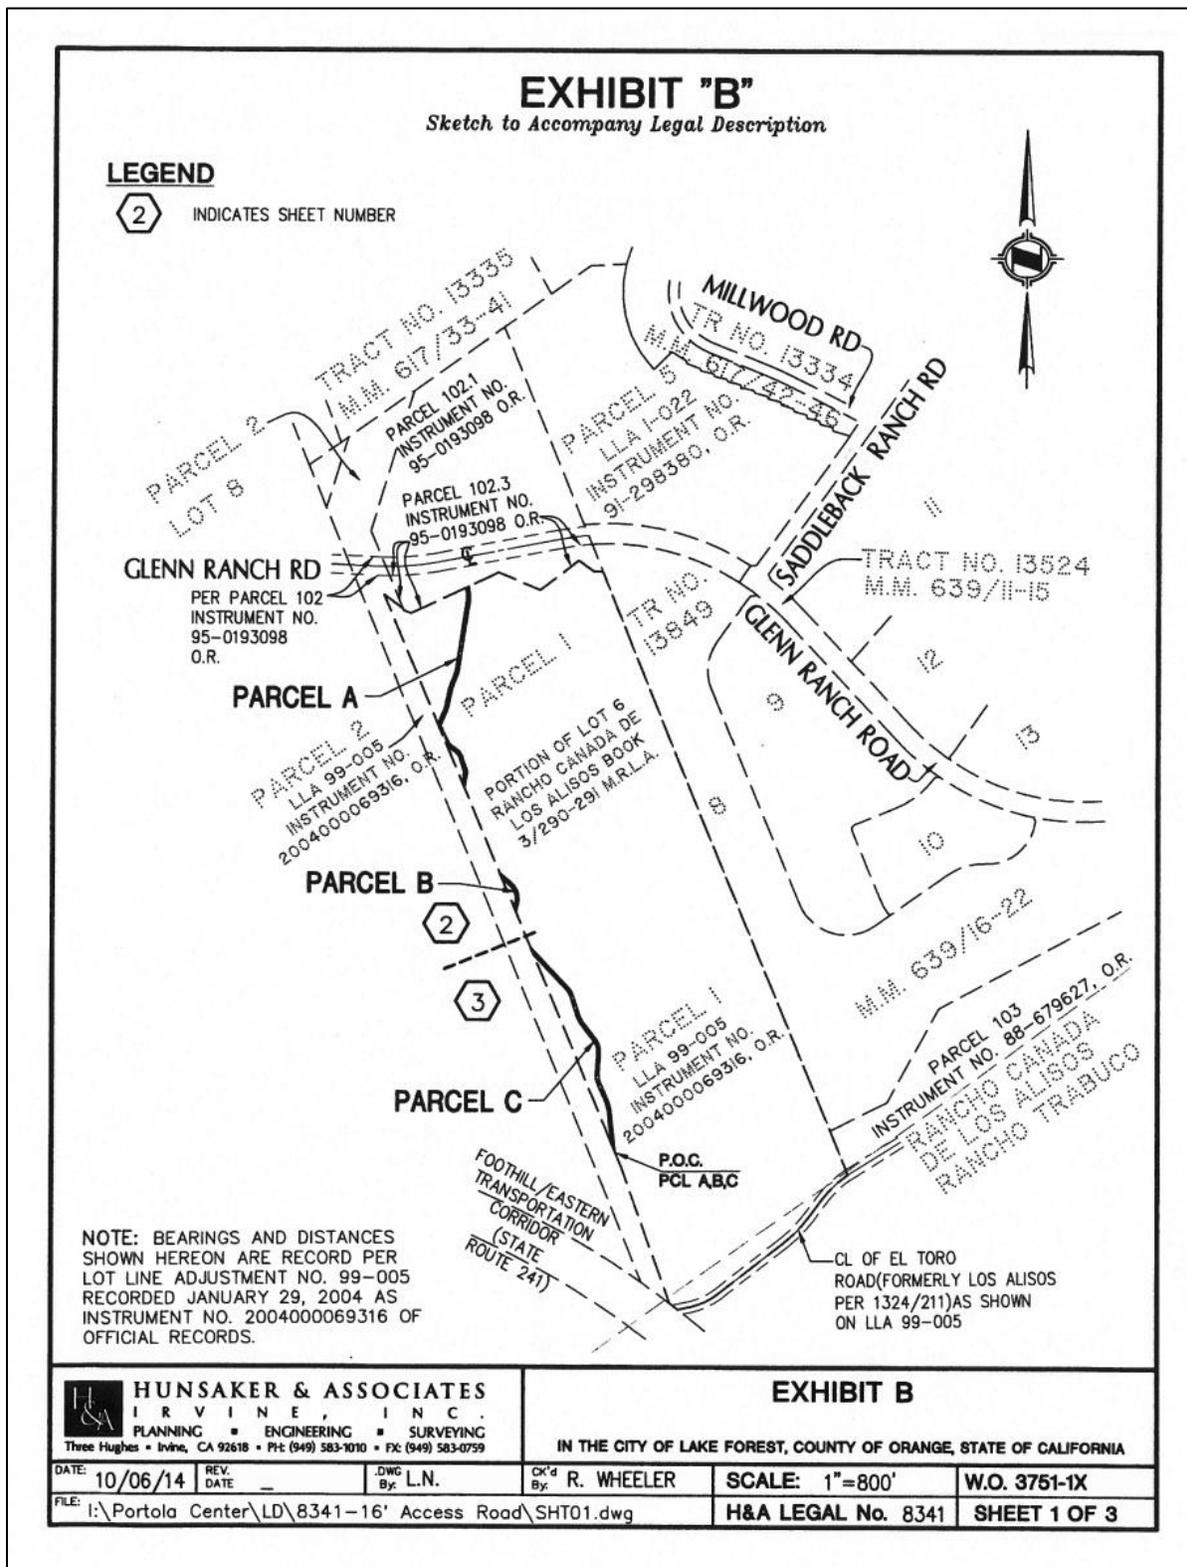 EXHIBIT "B"
Sketch to Accompany Legal Description
LEGEND
2 INDICATES SHEET NUMBER
TRACT NO. 13335
M.M. 617/33-41
MILLWOOD RD
TR NO. 13334
M.M. 617/42-46
SADDLEBACK RANCH RD
PARCEL 2
LOT 8
PARCEL 102.1
INSTRUMENT NO.
95-0193098 O.R.
PARCEL 5
LLA 1-022
INSTRUMENT NO.
91-298380, O.R.
PARCEL 102.3
INSTRUMENT NO.
95-0193098 O.R.
11
GLENN RANCH RD
PER PARCEL 102
INSTRUMENT NO.
95-0193098
O.R.
TRACT NO. 13524
M.M. 639/11-15
TR NO.
13849
GLENN RANCH ROAD
12
13
9
8
10
PARCEL A
PARCEL 1
PORTION OF LOT 6
RANCHO CANADA DE
LOS ALISOS BOOK
3/290-291 M.R.L.A.
PARCEL 2
LLA 99-005
INSTRUMENT NO.
2004000069316, O.R.
PARCEL B
2
3
M.M. 639/16-22
PARCEL 1
LLA 99-005
INSTRUMENT NO.
2004000069316, O.R.
PARCEL 103
INSTRUMENT NO. 88-679627, O.R.
RANCHO CANADA
DE LOS ALISOS
RANCHO TRABUCO
PARCEL C
P.O.C.
PCL A,B,C
FOOTHILL/EASTERN
TRANSPORTATION
CORRIDOR
(STATE
ROUTE 241)
CL OF EL TORO
ROAD(FORMERLY LOS ALISOS
PER 1324/211)AS SHOWN
ON LLA 99-005
NOTE: BEARINGS AND DISTANCES
SHOWN HEREON ARE RECORD PER
LOT LINE ADJUSTMENT NO. 99-005
RECORDED JANUARY 29, 2004 AS
INSTRUMENT NO. 2004000069316 OF
OFFICIAL RECORDS.
H&A
HUNSAKER & ASSOCIATES
IRVINE, INC.
PLANNING ▪ ENGINEERING ▪ SURVEYING
Three Hughes ▪ Irvine, CA 92618 ▪ PH: (949) 583-1010 ▪ FX: (949) 583-0759
EXHIBIT B
IN THE CITY OF LAKE FOREST, COUNTY OF ORANGE, STATE OF CALIFORNIA
DATE: 10/06/14 REV. DATE _ DWG By: L.N. CK'd By: R. WHEELER SCALE: 1"=800' W.O. 3751-1X
FILE: I:\Portola Center\LD\8341-16' Access Road\SHT01.dwg H&A LEGAL No. 8341 SHEET 1 OF 3